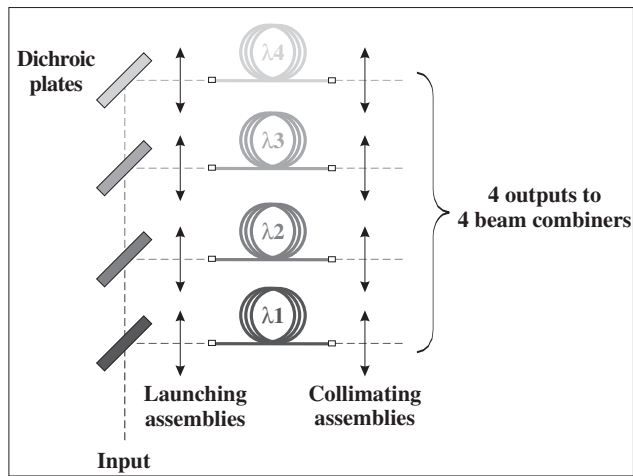 Dichroic
plates
λ4
λ3
λ2
λ1
4 outputs to
4 beam combiners
Launching
assemblies
Collimating
assemblies
Input